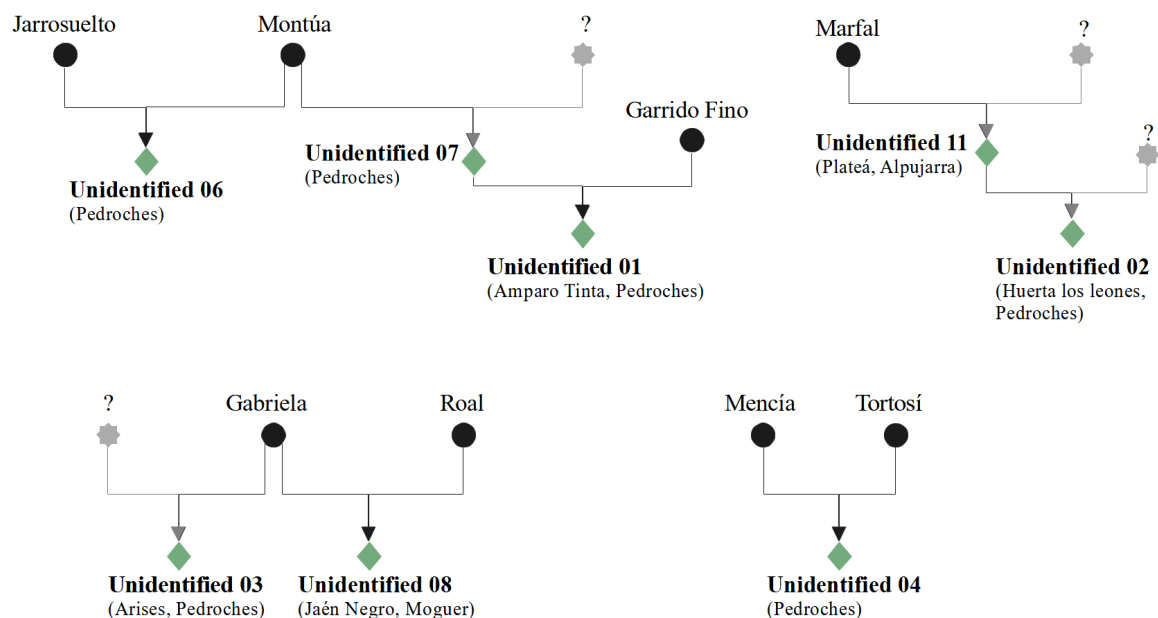 Jarrosuelto
Montúa
?
Marfal
?
Garrido Fino
?
Unidentified 07
(Pedroches)
Unidentified 11
(Plateá, Alpujarra)
Unidentified 06
(Pedroches)
Unidentified 01
(Amparo Tinta, Pedroches)
Unidentified 02
(Huerta los leones,
Pedroches)
?
Gabriela
Roal
Mencía
Tortosí
Unidentified 03
(Arises, Pedroches)
Unidentified 08
(Jaén Negro, Moguer)
Unidentified 04
(Pedroches)